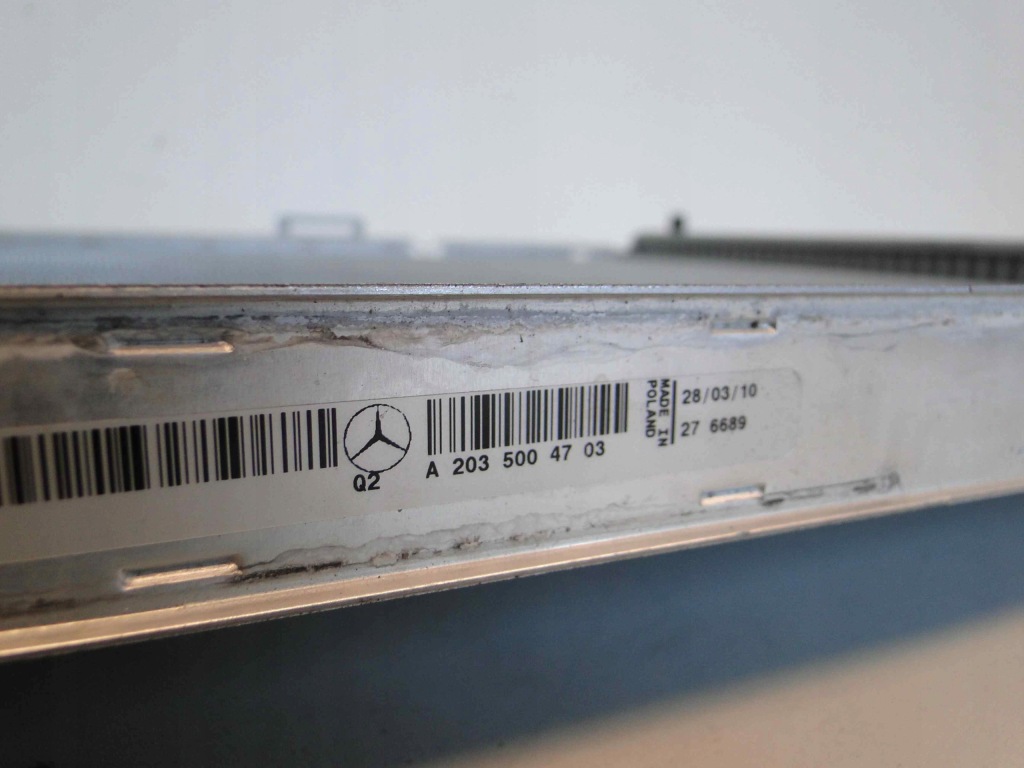 Q2
A 203 500 47 03
MADE IN
POLAND
28/03/10
27 6689